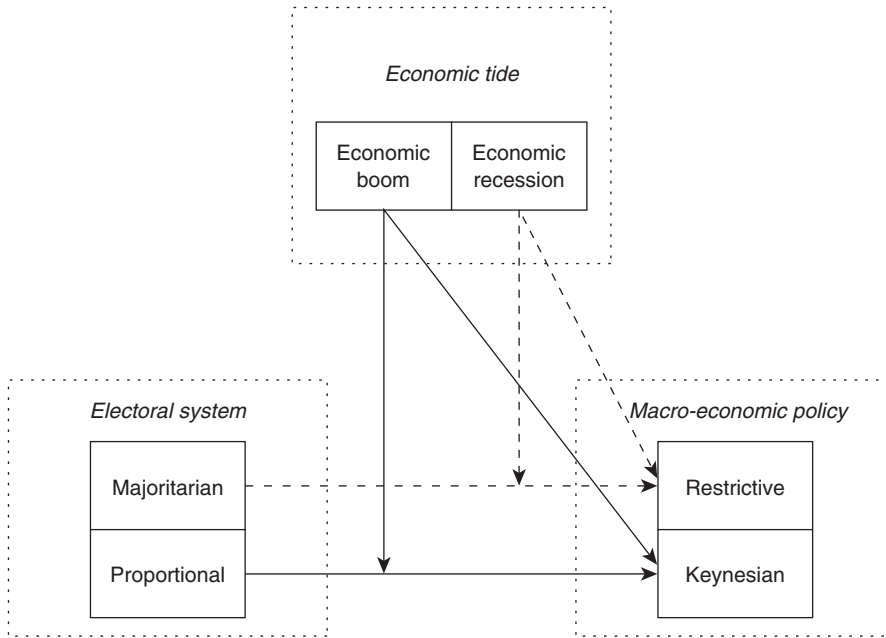 Economic tide
Economic
boom
Economic
recession
Electoral system
Macro-economic policy
Majoritarian
Restrictive
Proportional
Keynesian